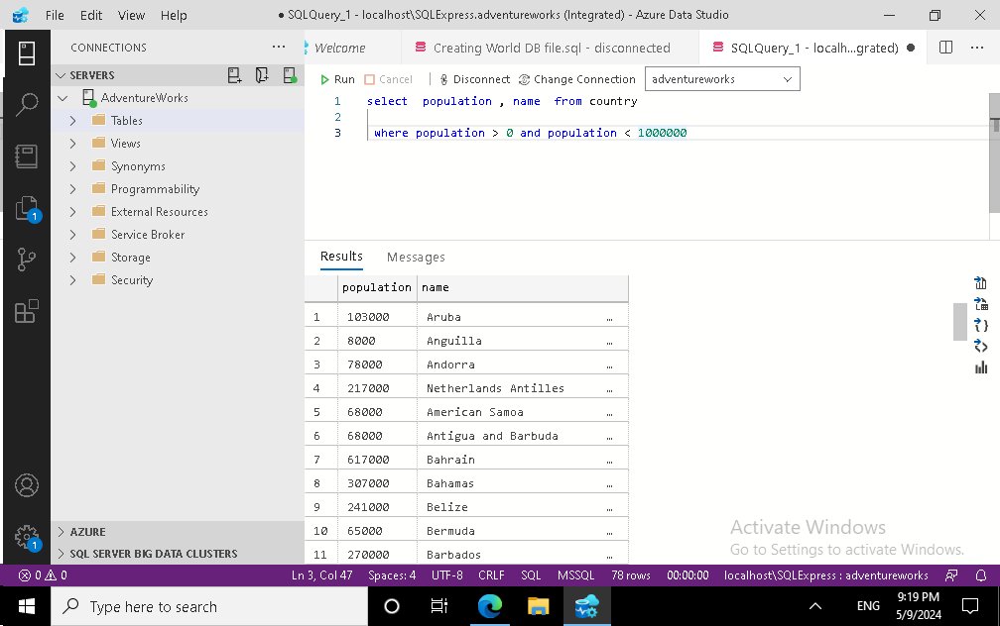 File Edit View Help ● SQLQuery_1 - localhost\SQLExpress.adventureworks (Integrated) - Azure Data Studio
CONNECTIONS ...
Welcome
Creating World DB file.sql - disconnected
SQLQuery_1 - localh...grated) ●
SERVERS
AdventureWorks
Tables
Views
Synonyms
Programmability
External Resources
Service Broker
Storage
Security
AZURE
SQL SERVER BIG DATA CLUSTERS
1
1
Run Cancel Disconnect Change Connection adventureworks
1 select population , name from country
2
3 where population > 0 and population < 1000000
Results Messages
population name
1 103000 Aruba ...
2 8000 Anguilla ...
3 78000 Andorra ...
4 217000 Netherlands Antilles ...
5 68000 American Samoa ...
6 68000 Antigua and Barbuda ...
7 617000 Bahrain ...
8 307000 Bahamas ...
9 241000 Belize ...
10 65000 Bermuda ...
11 270000 Barbados ...
Activate Windows
Go to Settings to activate Windows.
0 0 Ln 3, Col 47 Spaces: 4 UTF-8 CRLF SQL MSSQL 78 rows 00:00:00 localhost\SQLExpress : adventureworks
Type here to search
ENG
9:19 PM
5/9/2024